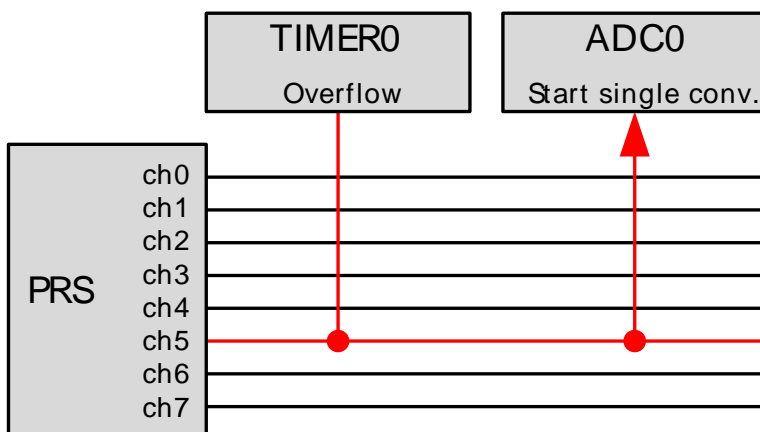 TIMER0
Overflow
ADC0
Start single conv.
PRS
ch0
ch1
ch2
ch3
ch4
ch5
ch6
ch7